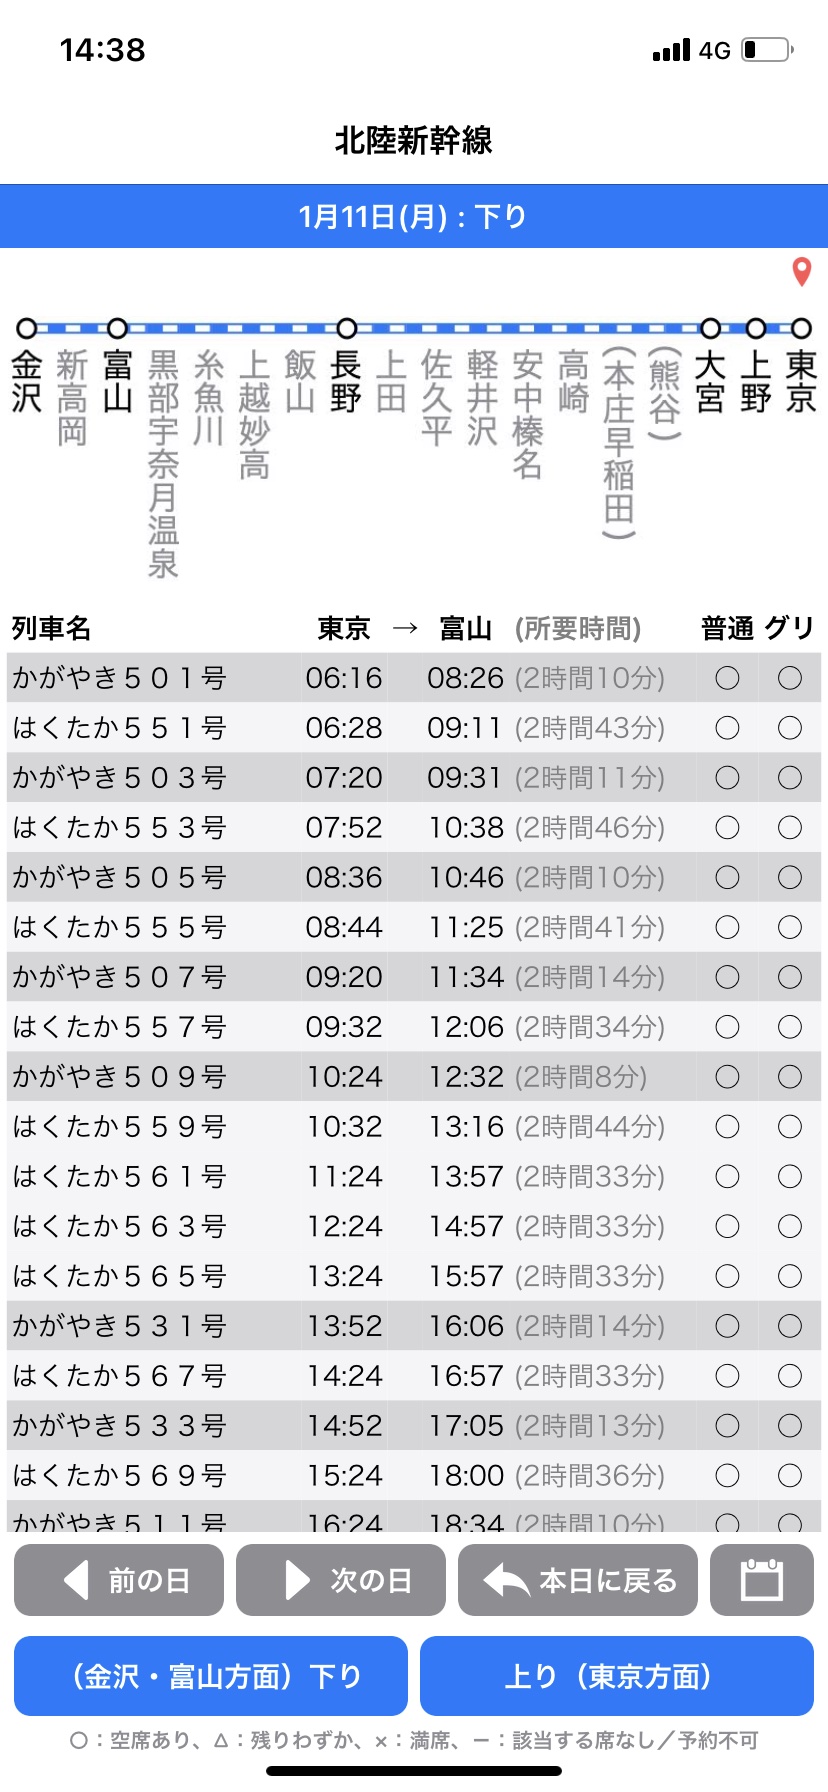 14:38 4G
北陸新幹線
1月11日(月) : 下り
金沢 新高岡 富山 黒部宇奈月温泉 糸魚川 上越妙高 飯山 長野 上田 佐久平 軽井沢 安中榛名 高崎 (本庄早稲田) (熊谷) 大宮 上野 東京
列車名 東京 → 富山 (所要時間) 普通 グリ
かがやき５０１号 06:16 08:26 (2時間10分) ○ ○
はくたか５５１号 06:28 09:11 (2時間43分) ○ ○
かがやき５０３号 07:20 09:31 (2時間11分) ○ ○
はくたか５５３号 07:52 10:38 (2時間46分) ○ ○
かがやき５０５号 08:36 10:46 (2時間10分) ○ ○
はくたか５５５号 08:44 11:25 (2時間41分) ○ ○
かがやき５０７号 09:20 11:34 (2時間14分) ○ ○
はくたか５５７号 09:32 12:06 (2時間34分) ○ ○
かがやき５０９号 10:24 12:32 (2時間8分) ○ ○
はくたか５５９号 10:32 13:16 (2時間44分) ○ ○
はくたか５６１号 11:24 13:57 (2時間33分) ○ ○
はくたか５６３号 12:24 14:57 (2時間33分) ○ ○
はくたか５６５号 13:24 15:57 (2時間33分) ○ ○
かがやき５３１号 13:52 16:06 (2時間14分) ○ ○
はくたか５６７号 14:24 16:57 (2時間33分) ○ ○
かがやき５３３号 14:52 17:05 (2時間13分) ○ ○
はくたか５６９号 15:24 18:00 (2時間36分) ○ ○
かがやき５１１号 16:24 18:34 (2時間10分) ○ ○
前の日 次の日 本日に戻る
（金沢・富山方面）下り 上り（東京方面）
○：空席あり、△：残りわずか、×：満席、－：該当する席なし／予約不可